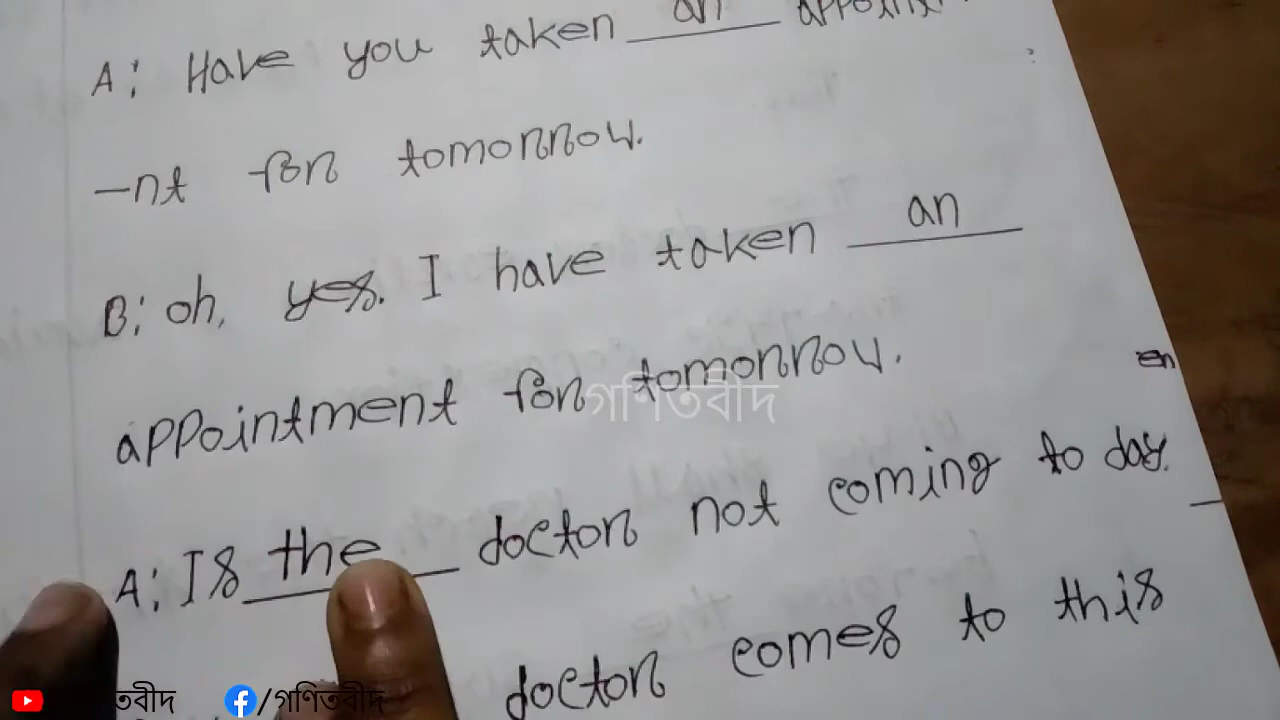 A: Have you taken an appointme
-nt for tomorrow.
B: oh, yes. I have taken an
appointment for tomorrow.
গণিতবীদ
A: Is the doctor not coming to day.
doctor comes to this
তবীদ /গণিতবীদ